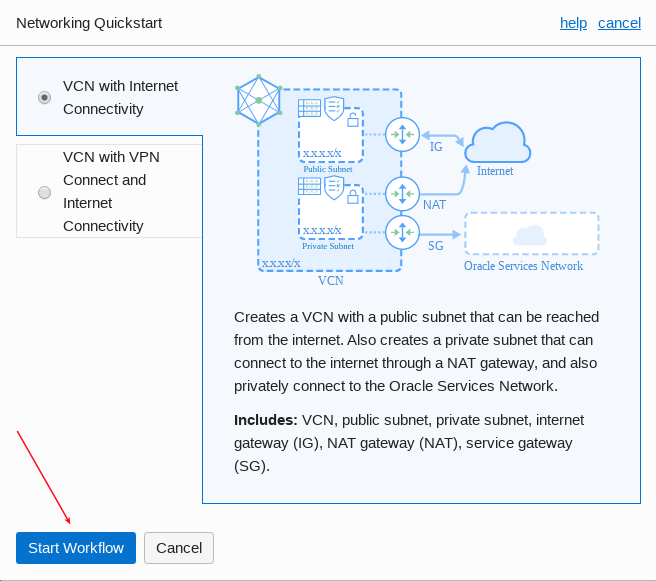 Networking Quickstart
help cancel
VCN with Internet
Connectivity
VCN with VPN
Connect and
Internet
Connectivity
X.X.X.X/X
Public Subnet
IG
Internet
X.X.X.X/X
Private Subnet
NAT
SG
X.X.X.X/X
Oracle Services Network
VCN
Creates a VCN with a public subnet that can be reached
from the internet. Also creates a private subnet that can
connect to the internet through a NAT gateway, and also
privately connect to the Oracle Services Network.
Includes: VCN, public subnet, private subnet, internet
gateway (IG), NAT gateway (NAT), service gateway
(SG).
Start Workflow
Cancel